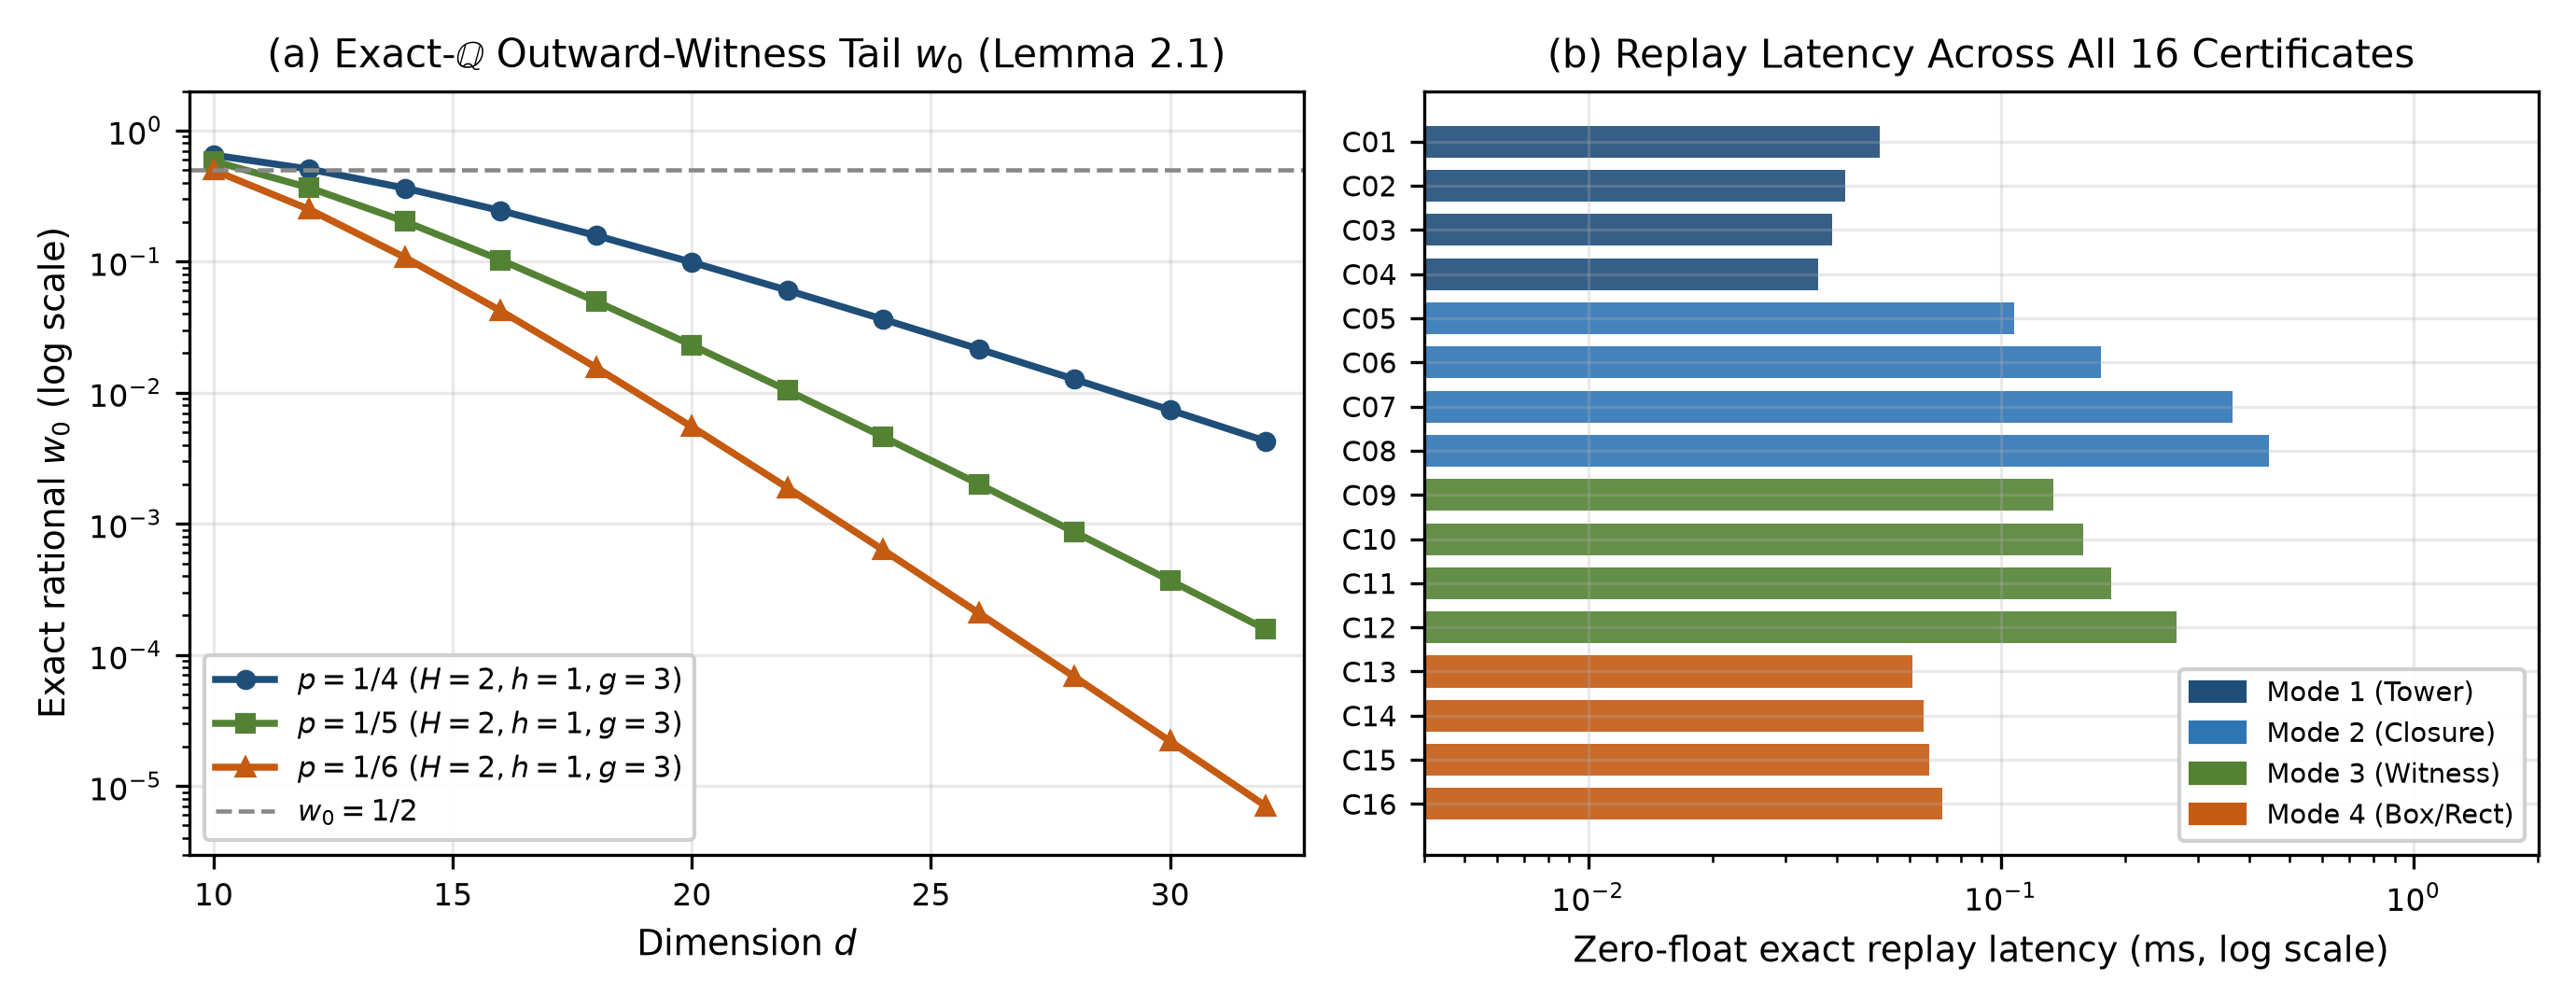 (a) Exact-ℚ Outward-Witness Tail w₀ (Lemma 2.1)
Exact rational w₀ (log scale)
10⁰
10⁻¹
10⁻²
10⁻³
10⁻⁴
10⁻⁵
p = 1/4 (H = 2, h = 1, g = 3)
p = 1/5 (H = 2, h = 1, g = 3)
p = 1/6 (H = 2, h = 1, g = 3)
w₀ = 1/2
10 15 20 25 30
Dimension d
(b) Replay Latency Across All 16 Certificates
C01
C02
C03
C04
C05
C06
C07
C08
C09
C10
C11
C12
C13
C14
C15
C16
Mode 1 (Tower)
Mode 2 (Closure)
Mode 3 (Witness)
Mode 4 (Box/Rect)
10⁻² 10⁻¹ 10⁰
Zero-float exact replay latency (ms, log scale)